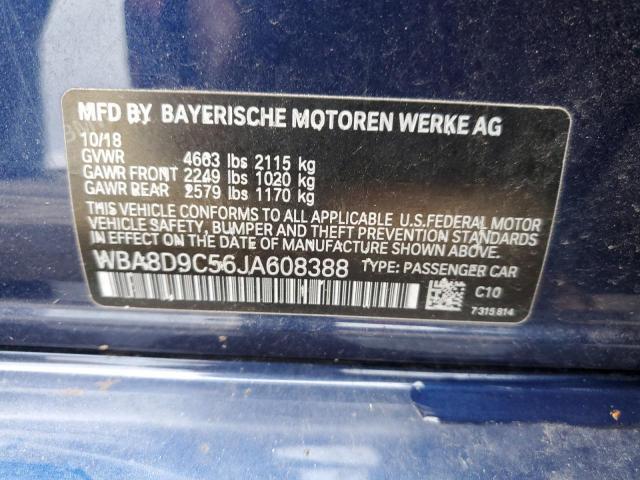 MFD BY BAYERISCHE MOTOREN WERKE AG
10/18
GVWR 4663 lbs 2115 kg
GAWR FRONT 2249 lbs 1020 kg
GAWR REAR 2579 lbs 1170 kg
THIS VEHICLE CONFORMS TO ALL APPLICABLE U.S.FEDERAL MOTOR
VEHICLE SAFETY, BUMPER, AND THEFT PREVENTION STANDARDS
IN EFFECT ON THE DATE OF MANUFACTURE SHOWN ABOVE.
WBA8D9C56JA608388 TYPE: PASSENGER CAR
C10
7315814